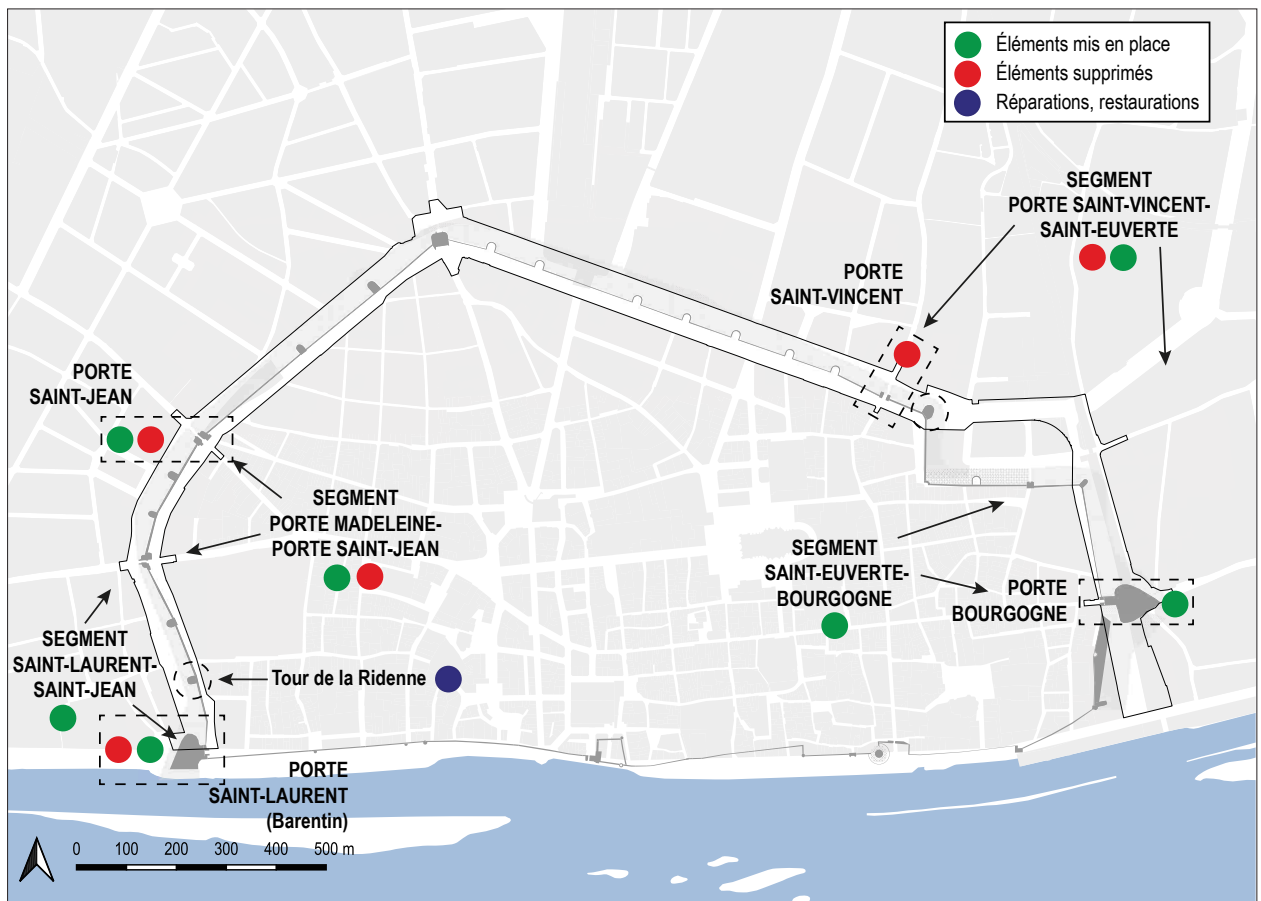 Éléments mis en place
Éléments supprimés
Réparations, restaurations
SEGMENT
PORTE SAINT-VINCENT-
SAINT-EUVERTE
PORTE
SAINT-VINCENT
PORTE
SAINT-JEAN
SEGMENT
PORTE MADELEINE-
PORTE SAINT-JEAN
SEGMENT
SAINT-EUVERTE-
BOURGOGNE
PORTE
BOURGOGNE
SEGMENT
SAINT-LAURENT-
SAINT-JEAN
Tour de la Ridenne
PORTE
SAINT-LAURENT
(Barentin)
0 100 200 300 400 500 m